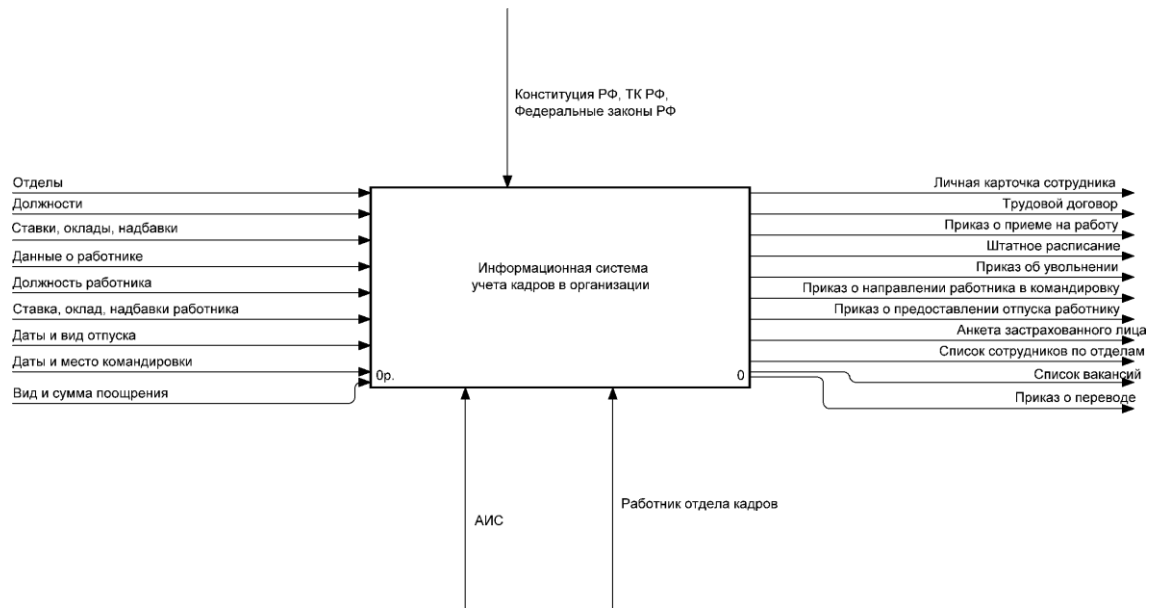 Конституция РФ, ТК РФ,
Федеральные законы РФ
Отделы
Должности
Ставки, оклады, надбавки
Данные о работнике
Должность работника
Ставка, оклад, надбавки работника
Даты и вид отпуска
Даты и место командировки
Вид и сумма поощрения
Информационная система
учета кадров в организации
0р.
0
Личная карточка сотрудника
Трудовой договор
Приказ о приеме на работу
Штатное расписание
Приказ об увольнении
Приказ о направлении работника в командировку
Приказ о предоставлении отпуска работнику
Анкета застрахованного лица
Список сотрудников по отделам
Список вакансий
Приказ о переводе
АИС
Работник отдела кадров